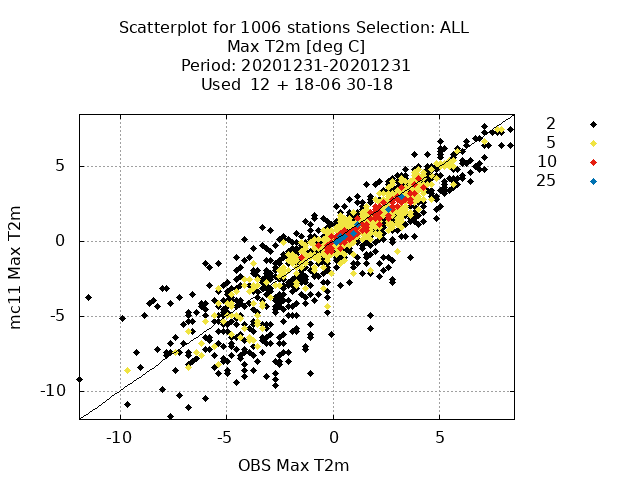 Scatterplot for 1006 stations Selection: ALL
Max T2m [deg C]
Period: 20201231-20201231
Used  12 + 18-06 30-18
2
5
10
25
5
0
-5
-10
mc11 Max T2m
-10
-5
0
5
OBS Max T2m